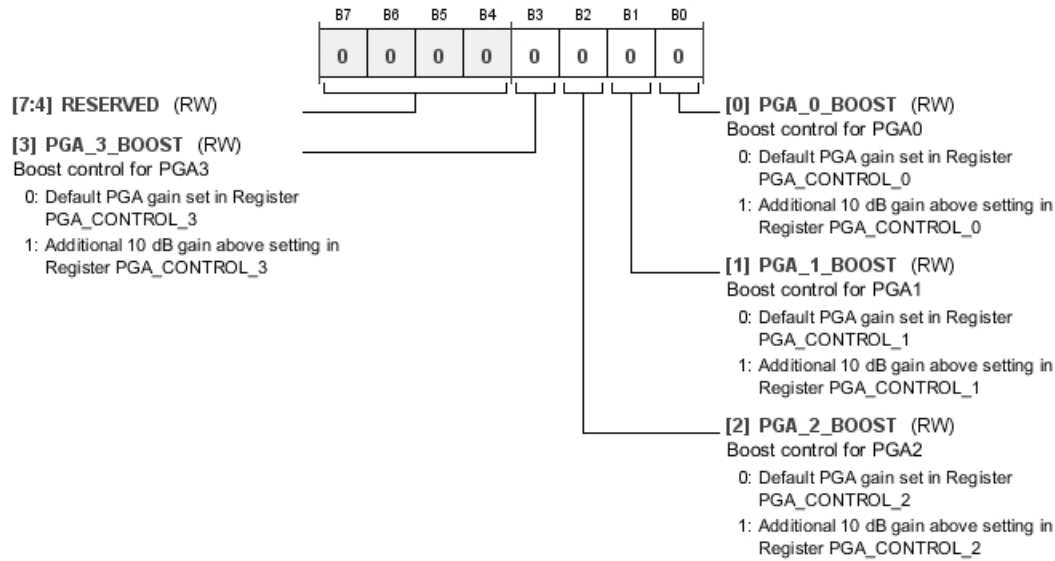 B7 B6 B5 B4 B3 B2 B1 B0
0 0 0 0 0 0 0 0
[7:4] RESERVED (RW)
[3] PGA_3_BOOST (RW)
Boost control for PGA3
0: Default PGA gain set in Register
PGA_CONTROL_3
1: Additional 10 dB gain above setting in
Register PGA_CONTROL_3
[0] PGA_0_BOOST (RW)
Boost control for PGA0
0: Default PGA gain set in Register
PGA_CONTROL_0
1: Additional 10 dB gain above setting in
Register PGA_CONTROL_0
[1] PGA_1_BOOST (RW)
Boost control for PGA1
0: Default PGA gain set in Register
PGA_CONTROL_1
1: Additional 10 dB gain above setting in
Register PGA_CONTROL_1
[2] PGA_2_BOOST (RW)
Boost control for PGA2
0: Default PGA gain set in Register
PGA_CONTROL_2
1: Additional 10 dB gain above setting in
Register PGA_CONTROL_2